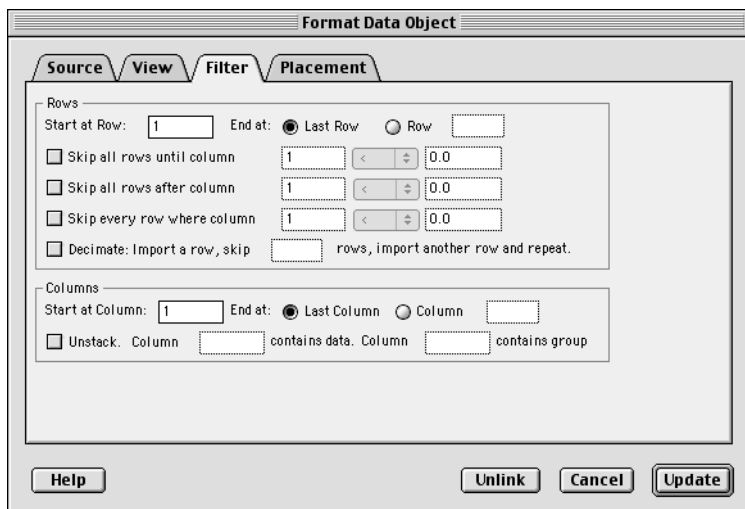 Format Data Object
Source View Filter Placement
Rows
Start at Row: 1 End at: Last Row Row
Skip all rows until column 1 < 0.0
Skip all rows after column 1 < 0.0
Skip every row where column 1 < 0.0
Decimate: Import a row, skip rows, import another row and repeat.
Columns
Start at Column: 1 End at: Last Column Column
Unstack. Column contains data. Column contains group
Help Unlink Cancel Update